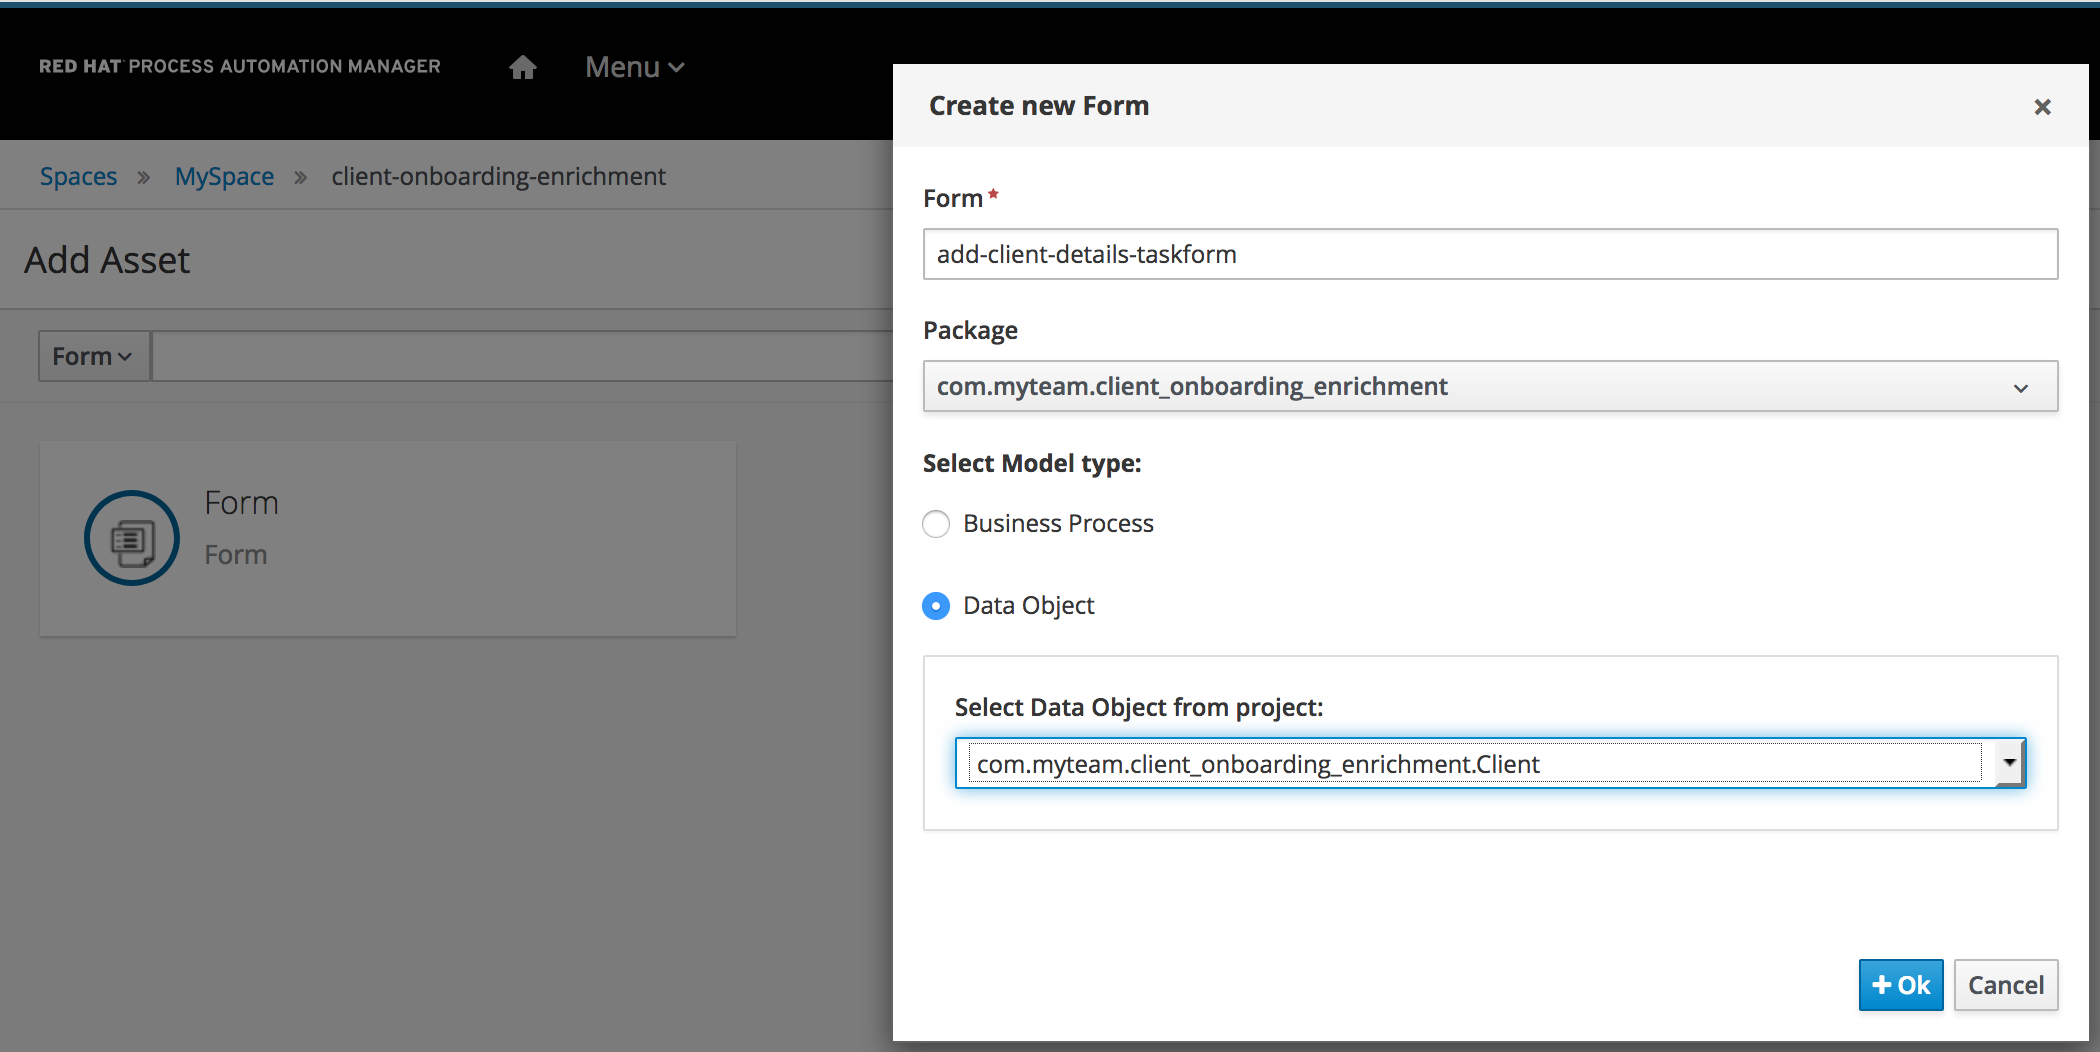 RED HAT PROCESS AUTOMATION MANAGER
Menu
Spaces » MySpace » client-onboarding-enrichment
Add Asset
Form
Form
Form
Create new Form
×
Form *
add-client-details-taskform
Package
com.myteam.client_onboarding_enrichment
Select Model type:
Business Process
Data Object
Select Data Object from project:
com.myteam.client_onboarding_enrichment.Client
+ Ok
Cancel